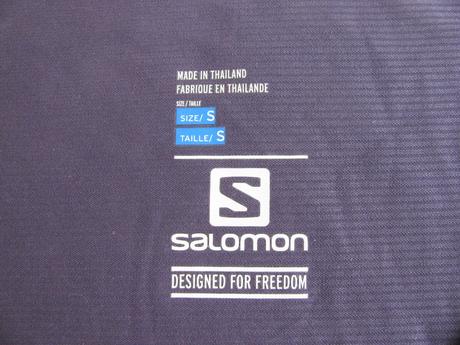 MADE IN THAILAND
FABRIQUE EN THAILANDE
SIZE / TAILLE
SIZE/ S
TAILLE/ S
S
SALOMON
DESIGNED FOR FREEDOM